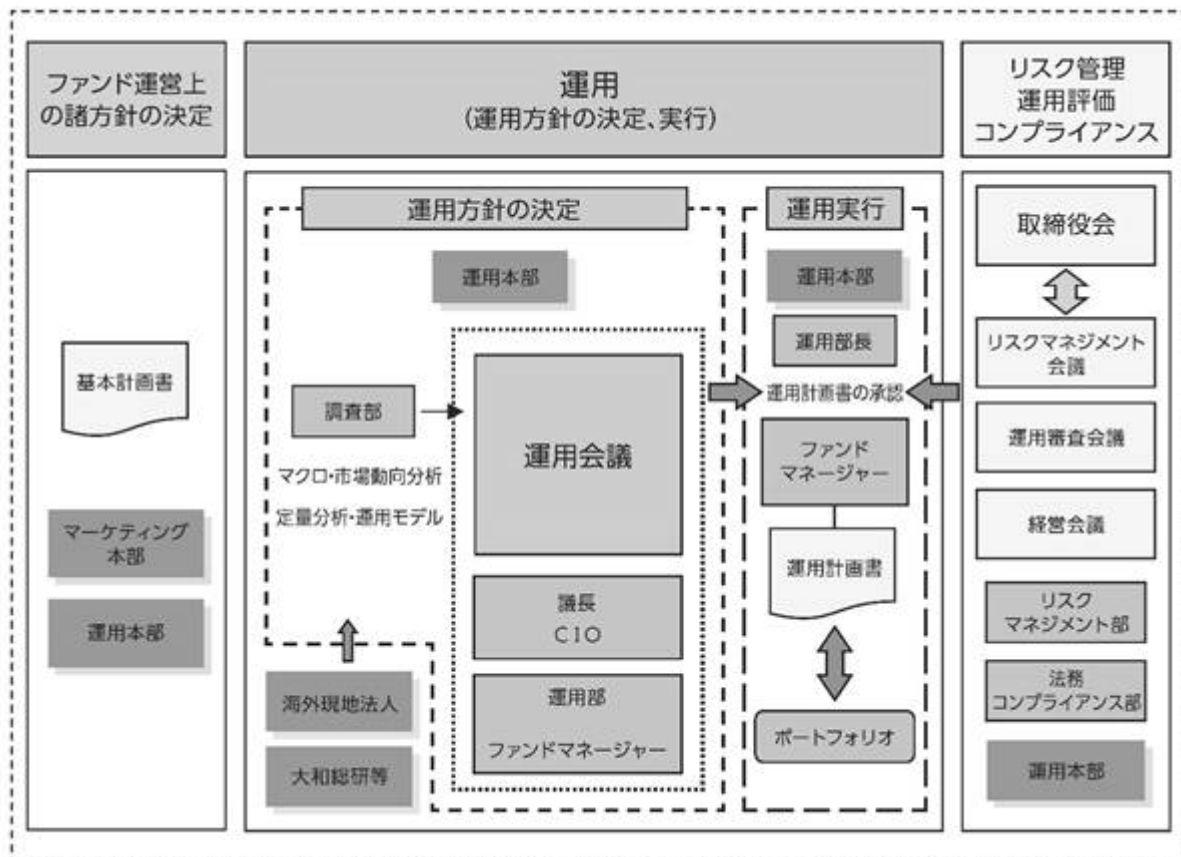 ファンド運営上
の諸方針の決定
運用
(運用方針の決定、実行)
リスク管理
運用評価
コンプライアンス
基本計画書
マーケティング
本部
運用本部
運用方針の決定
運用本部
調査部
マクロ・市場動向分析
定量分析・運用モデル
海外現地法人
大和総研等
運用会議
議長
CIO
運用部
ファンドマネージャー
運用実行
運用本部
運用部長
運用計画書の承認
ファンド
マネージャー
運用計画書
ポートフォリオ
取締役会
リスクマネジメント
会議
運用審査会議
経営会議
リスク
マネジメント部
法務
コンプライアンス部
運用本部